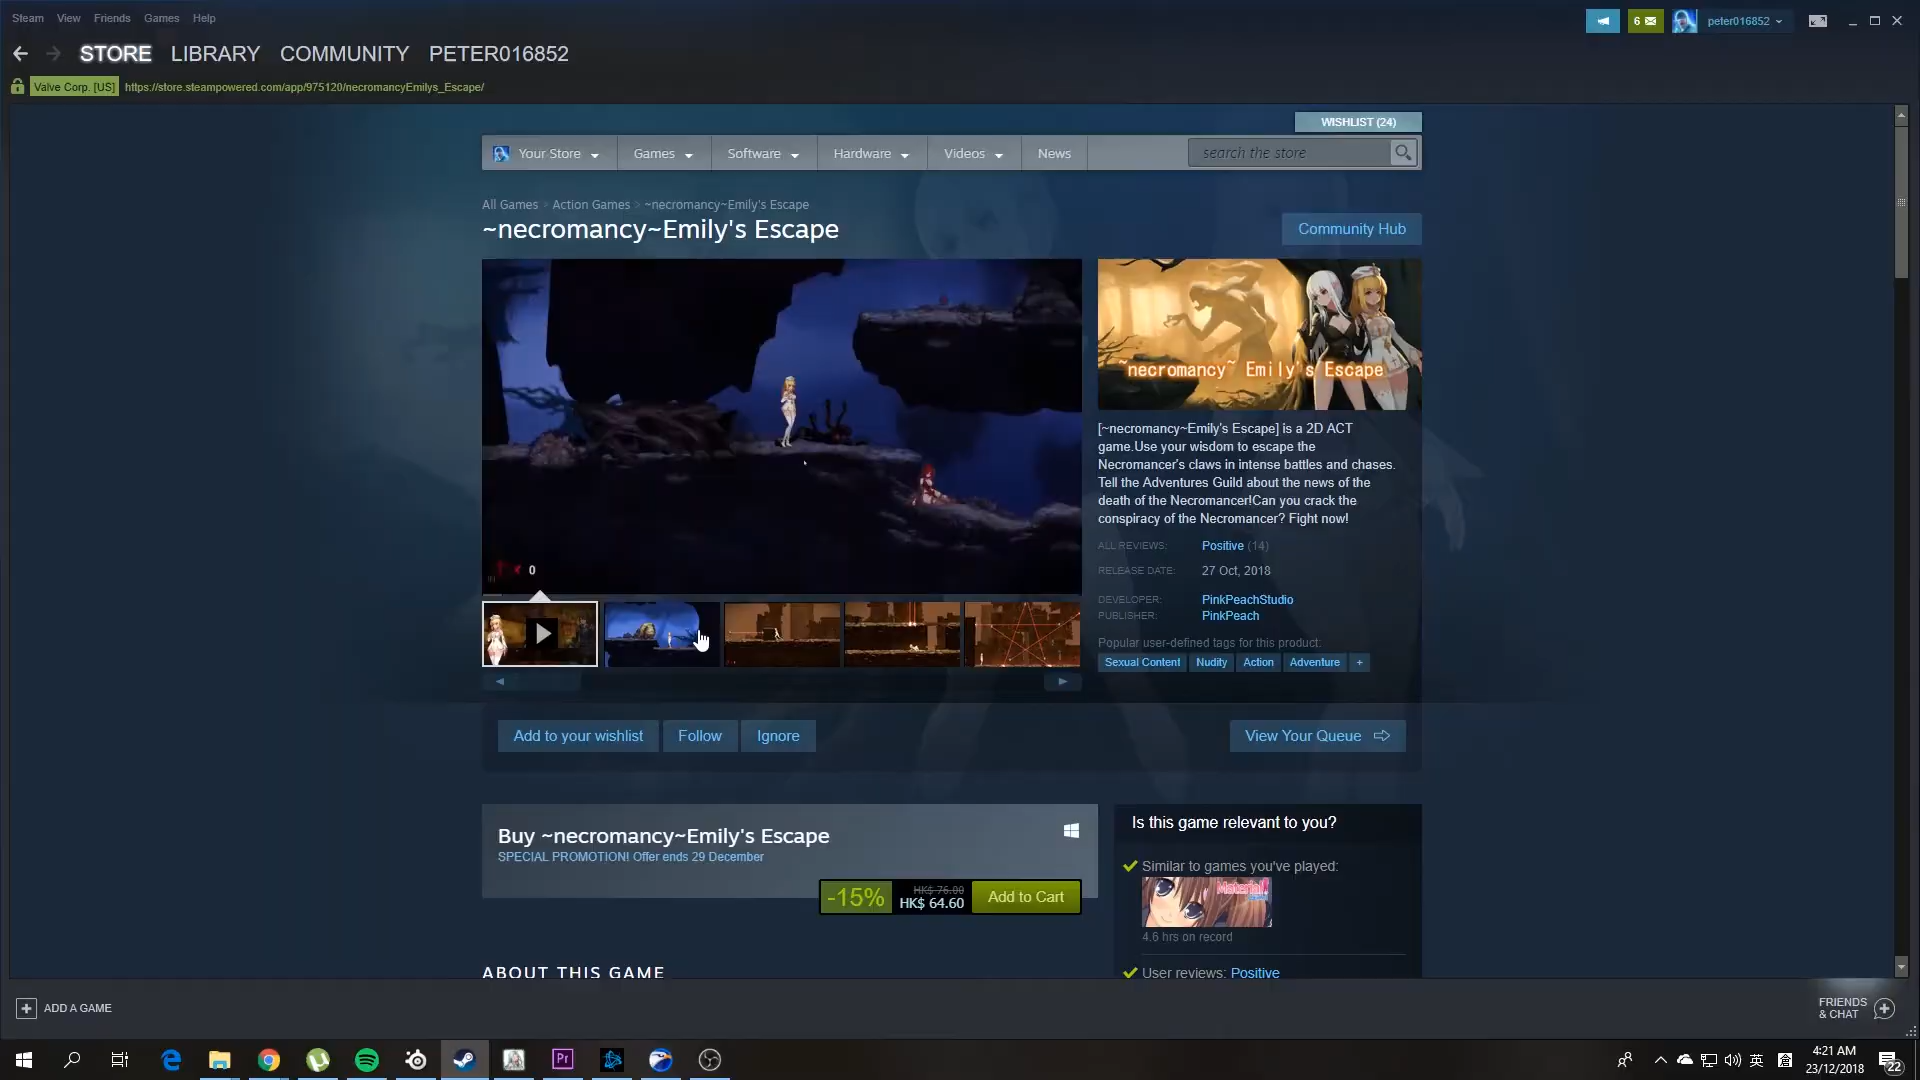 Steam View Friends Games Help
6
peter016852
STORE LIBRARY COMMUNITY PETER016852
Valve Corp. [US] https://store.steampowered.com/app/975120/necromancyEmilys_Escape/
WISHLIST (24)
Your Store Games Software Hardware Videos News
search the store
All Games > Action Games > ~necromancy~Emily's Escape
~necromancy~Emily's Escape
Community Hub
~necromancy~ Emily's Escape
[~necromancy~Emily's Escape] is a 2D ACT
game.Use your wisdom to escape the
Necromancer's claws in intense battles and chases.
Tell the Adventures Guild about the news of the
death of the Necromancer!Can you crack the
conspiracy of the Necromancer? Fight now!
ALL REVIEWS: Positive (14)
RELEASE DATE: 27 Oct, 2018
DEVELOPER: PinkPeachStudio
PUBLISHER: PinkPeach
Popular user-defined tags for this product:
Sexual Content Nudity Action Adventure +
0
Add to your wishlist Follow Ignore
View Your Queue
Buy ~necromancy~Emily's Escape
SPECIAL PROMOTION! Offer ends 29 December
-15% HK$ 76.00
HK$ 64.60
Add to Cart
Is this game relevant to you?
Similar to games you've played:
4.6 hrs on record
User reviews: Positive
ABOUT THIS GAME
ADD A GAME
FRIENDS
& CHAT
Pr
英
倉
4:21 AM
23/12/2018
22